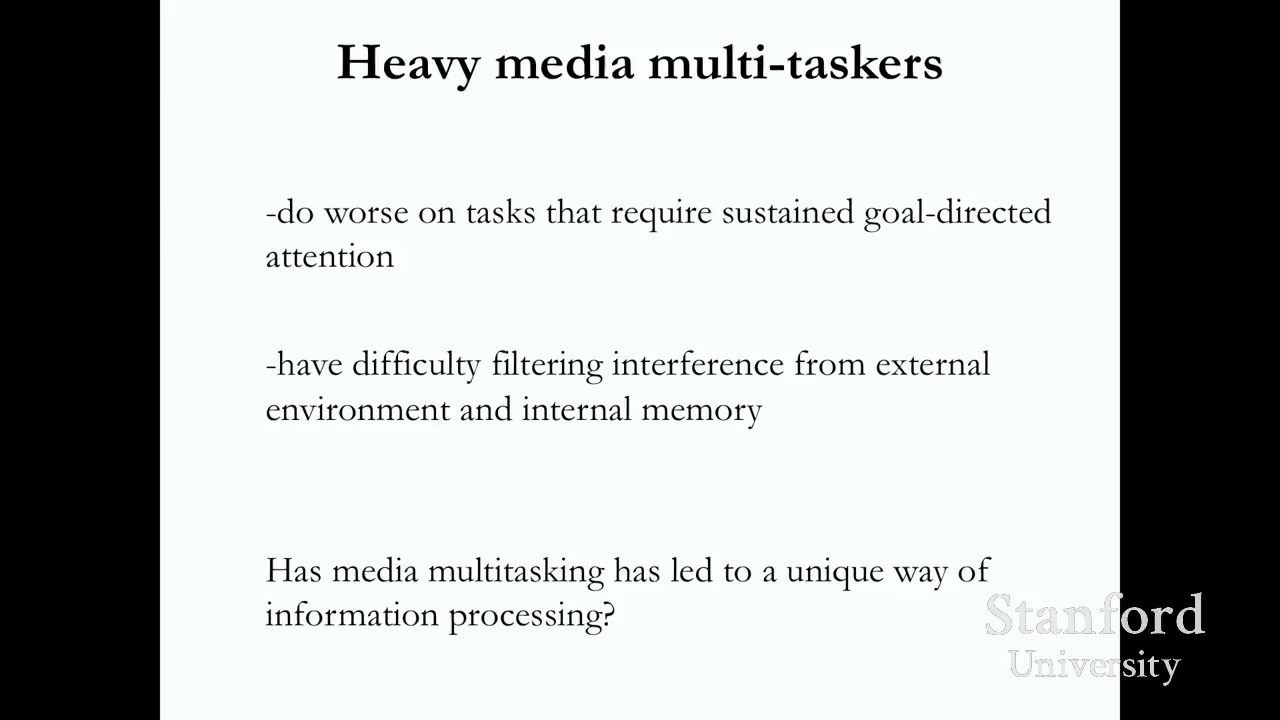 Heavy media multi-taskers
-do worse on tasks that require sustained goal-directed
attention
-have difficulty filtering interference from external
environment and internal memory
Has media multitasking has led to a unique way of
information processing?
Stanford
University